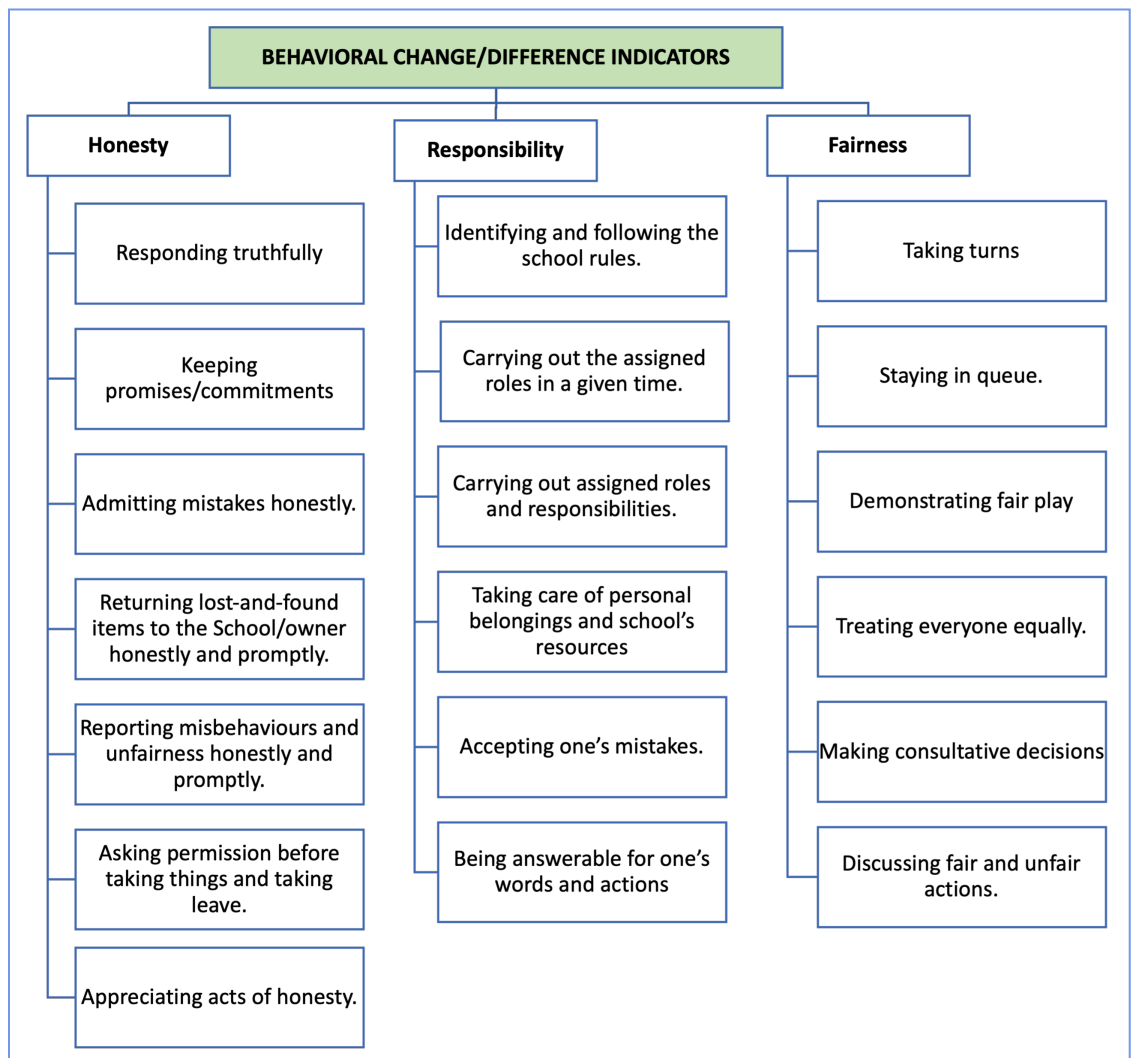 BEHAVIORAL CHANGE/DIFFERENCE INDICATORS
Honesty
Responding truthfully
Keeping
promises/commitments
Admitting mistakes honestly.
Returning lost-and-found
items to the School/owner
honestly and promptly.
Reporting misbehaviours and
unfairness honestly and
promptly.
Asking permission before
taking things and taking
leave.
Appreciating acts of honesty.
Responsibility
Identifying and following the
school rules.
Carrying out the assigned
roles in a given time.
Carrying out assigned roles
and responsibilities.
Taking care of personal
belongings and school’s
resources
Accepting one’s mistakes.
Being answerable for one’s
words and actions
Fairness
Taking turns
Staying in queue.
Demonstrating fair play
Treating everyone equally.
Making consultative decisions
Discussing fair and unfair
actions.